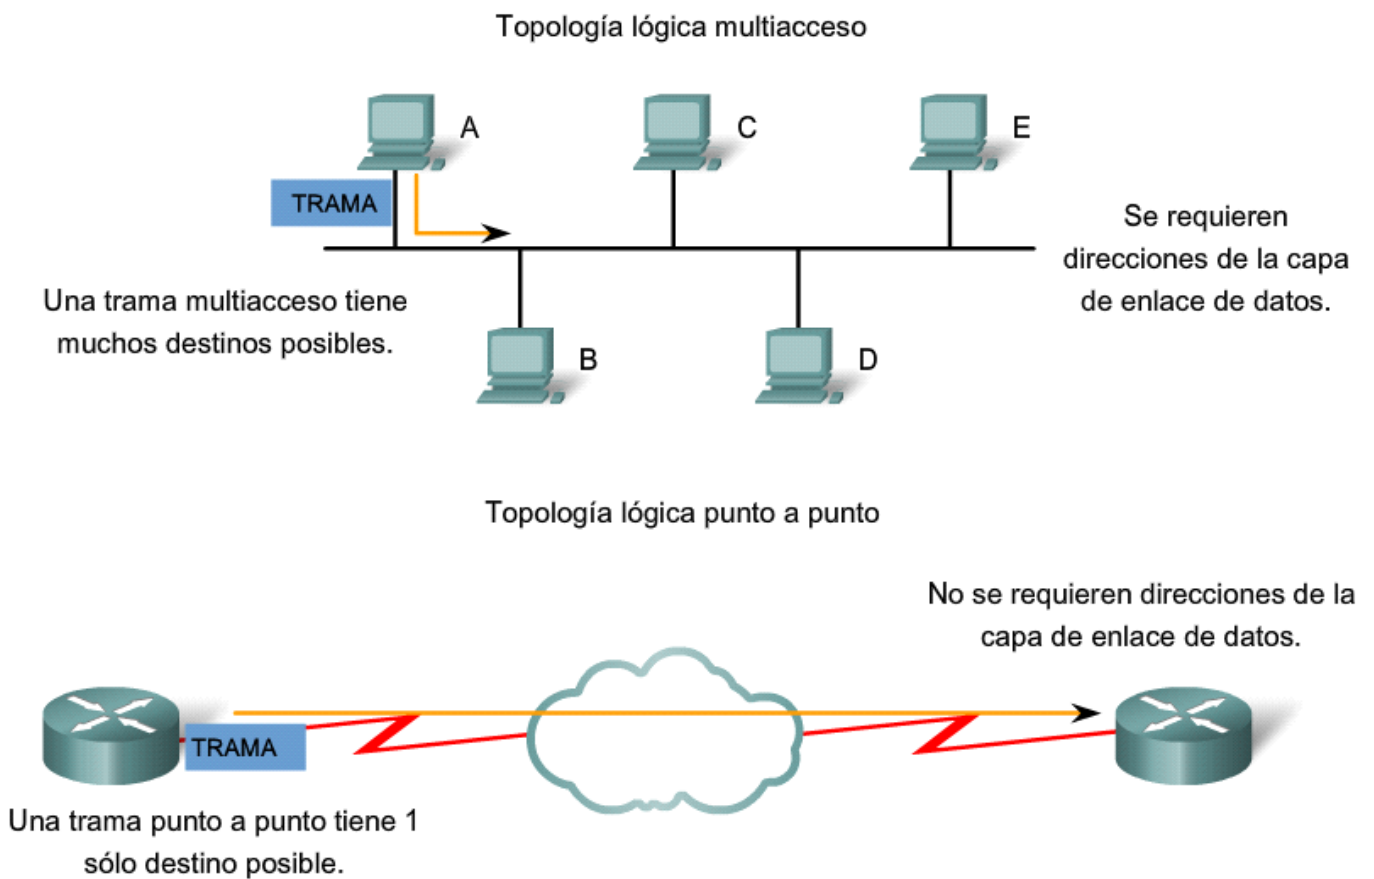 Topología lógica multiacceso
A
C
E
TRAMA
Se requieren
direcciones de la capa
de enlace de datos.
Una trama multiacceso tiene
muchos destinos posibles.
B
D
Topología lógica punto a punto
No se requieren direcciones de la
capa de enlace de datos.
TRAMA
Una trama punto a punto tiene 1
sólo destino posible.